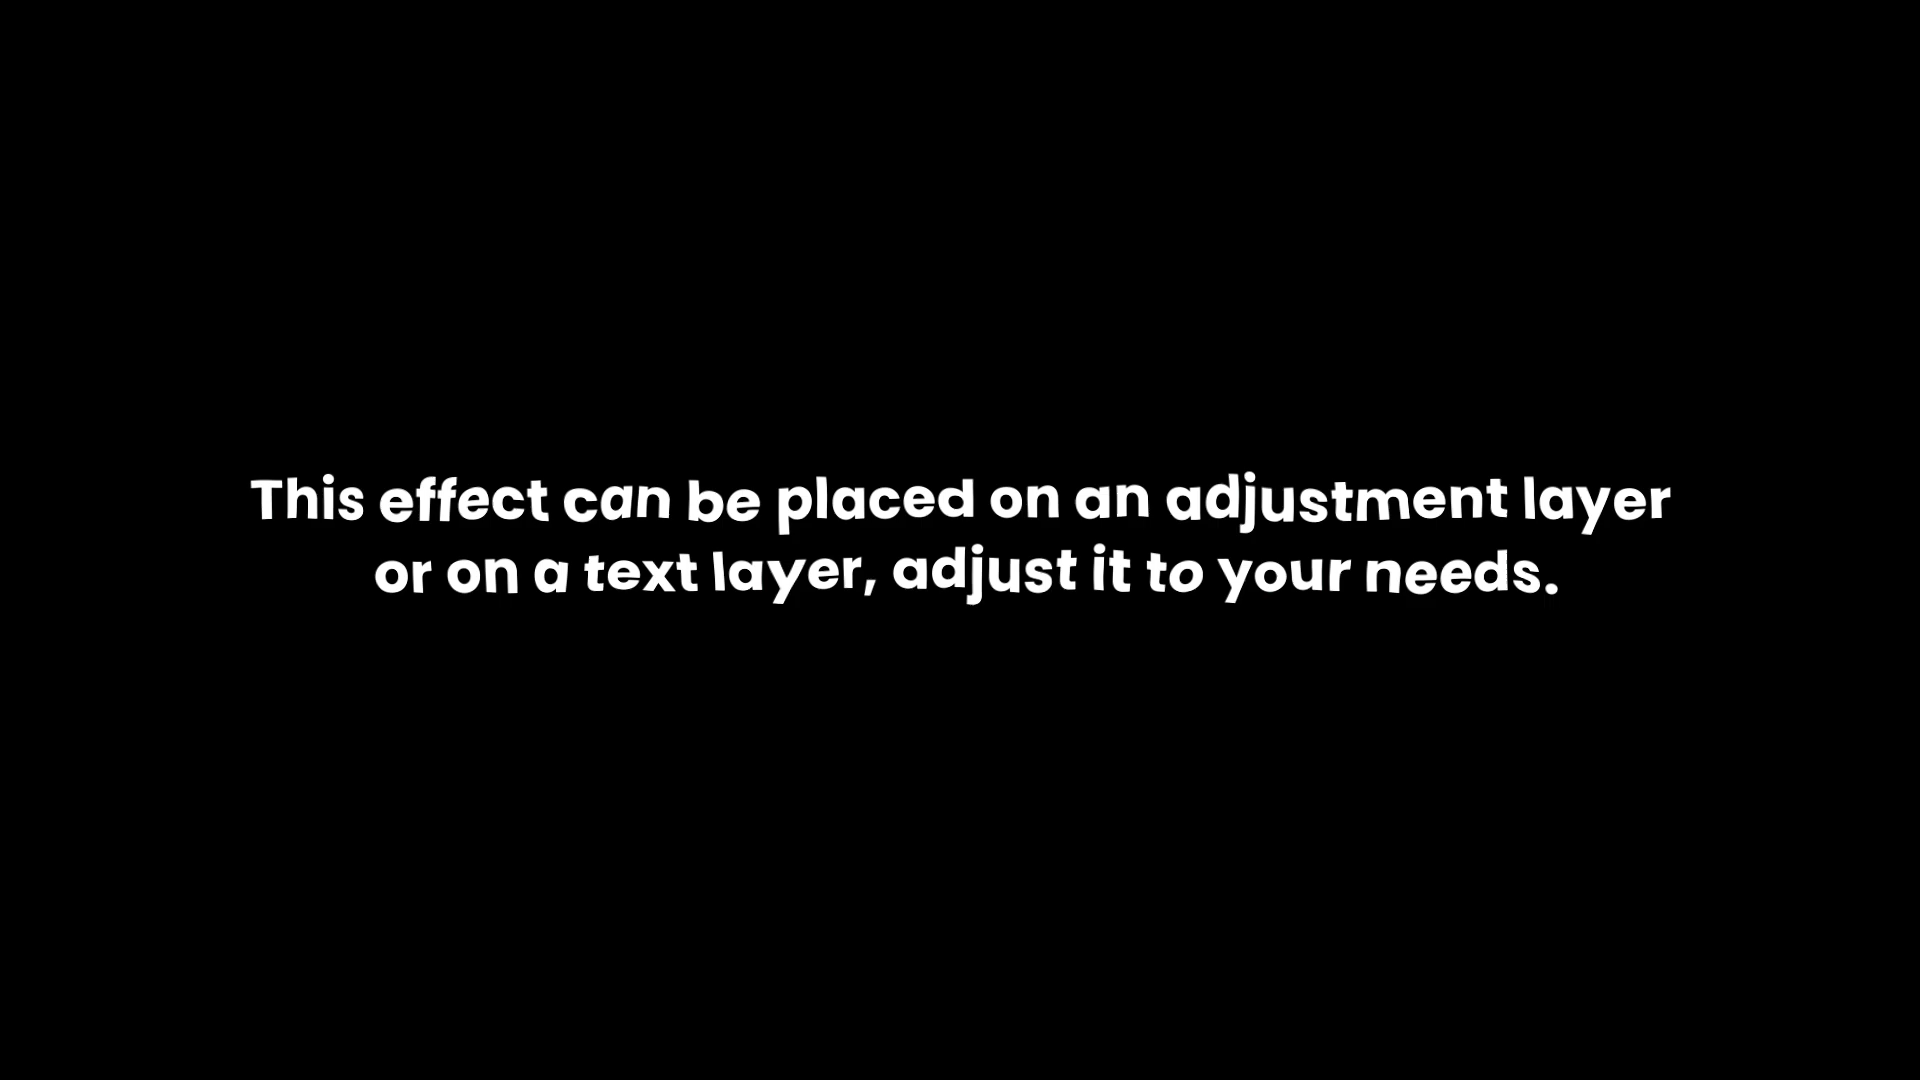 This effect can be placed on an adjustment layer
or on a text layer, adjust it to your needs.